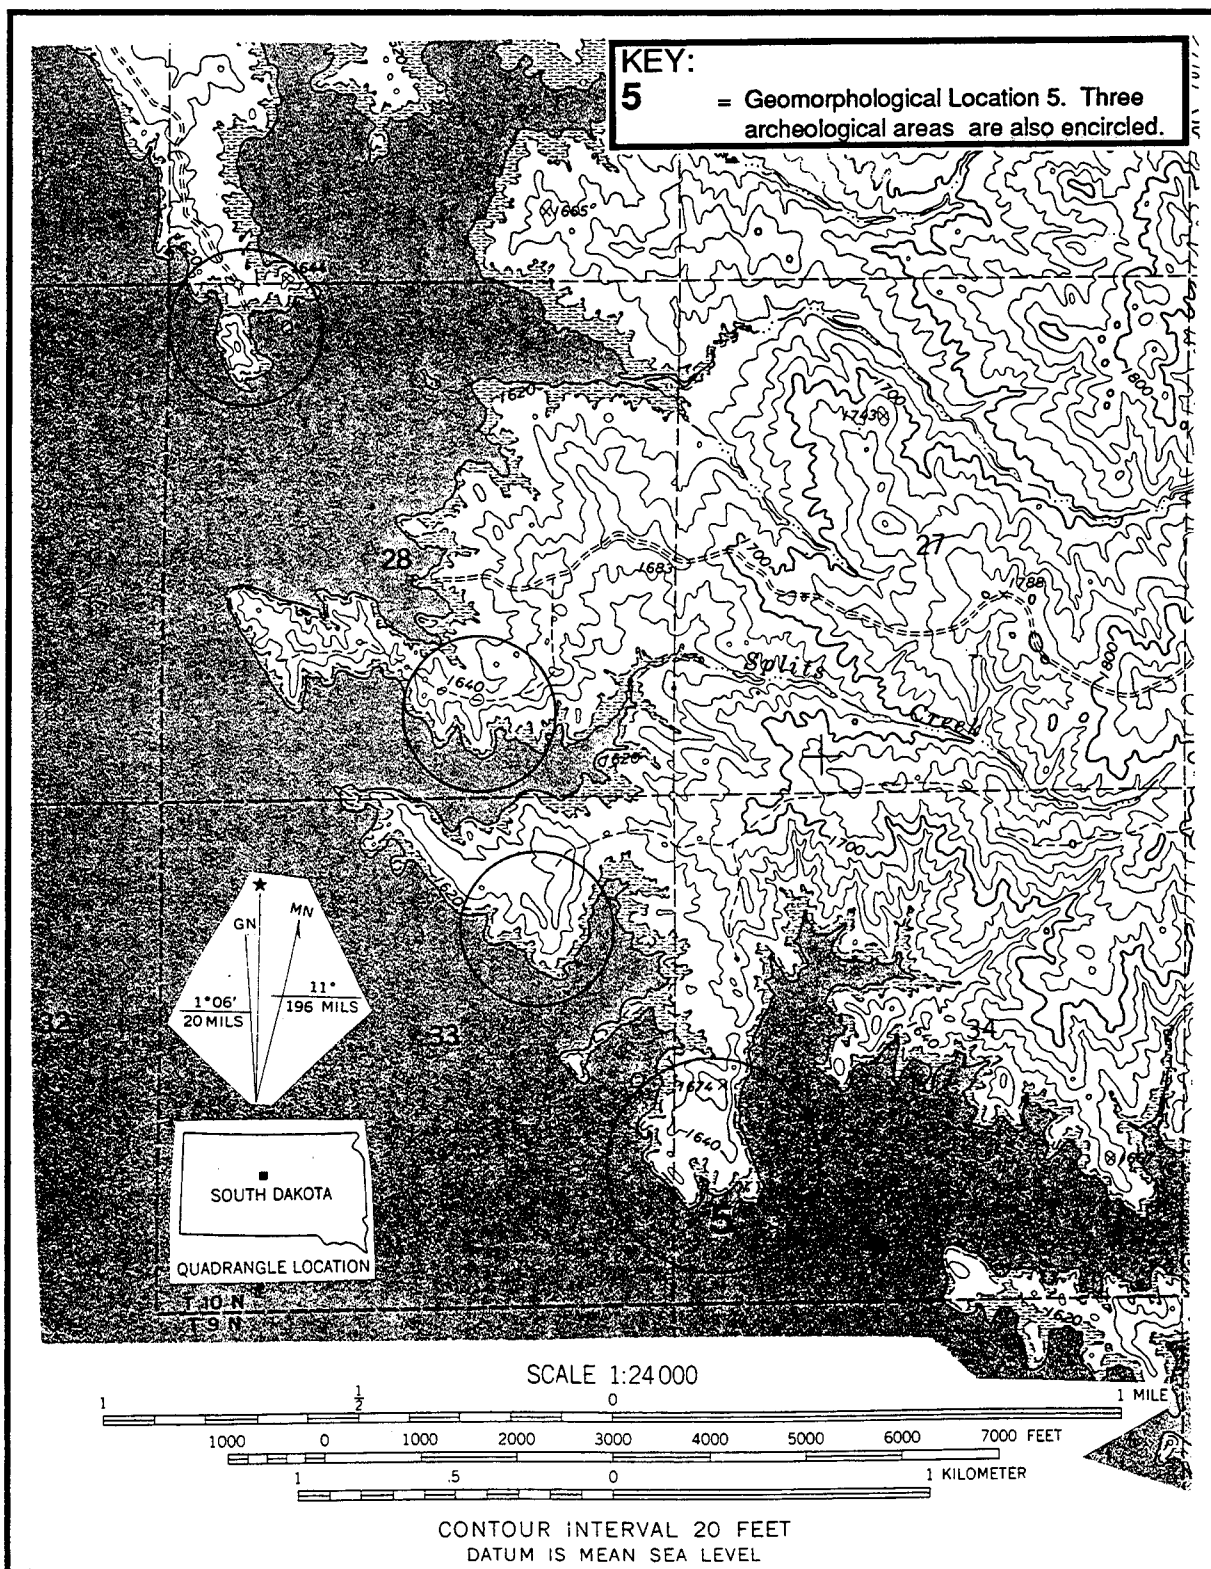 KEY:
5 = Geomorphological Location 5. Three
archeological areas are also encircled.
1620
×1665
1644
1620
1700
1743×
1800
28
27
1700
1683
1788
1800
Splits
Creek
1640
1620
1700
1620
★
GN
MN
1°06'
20 MILS
11°
196 MILS
32
33
34
1674×
1640
5
SOUTH DAKOTA
QUADRANGLE LOCATION
T. 10 N
T. 9 N
1620
SCALE 1:24 000
1 1/2 0 1 MILE
1000 0 1000 2000 3000 4000 5000 6000 7000 FEET
1 .5 0 1 KILOMETER
CONTOUR INTERVAL 20 FEET
DATUM IS MEAN SEA LEVEL